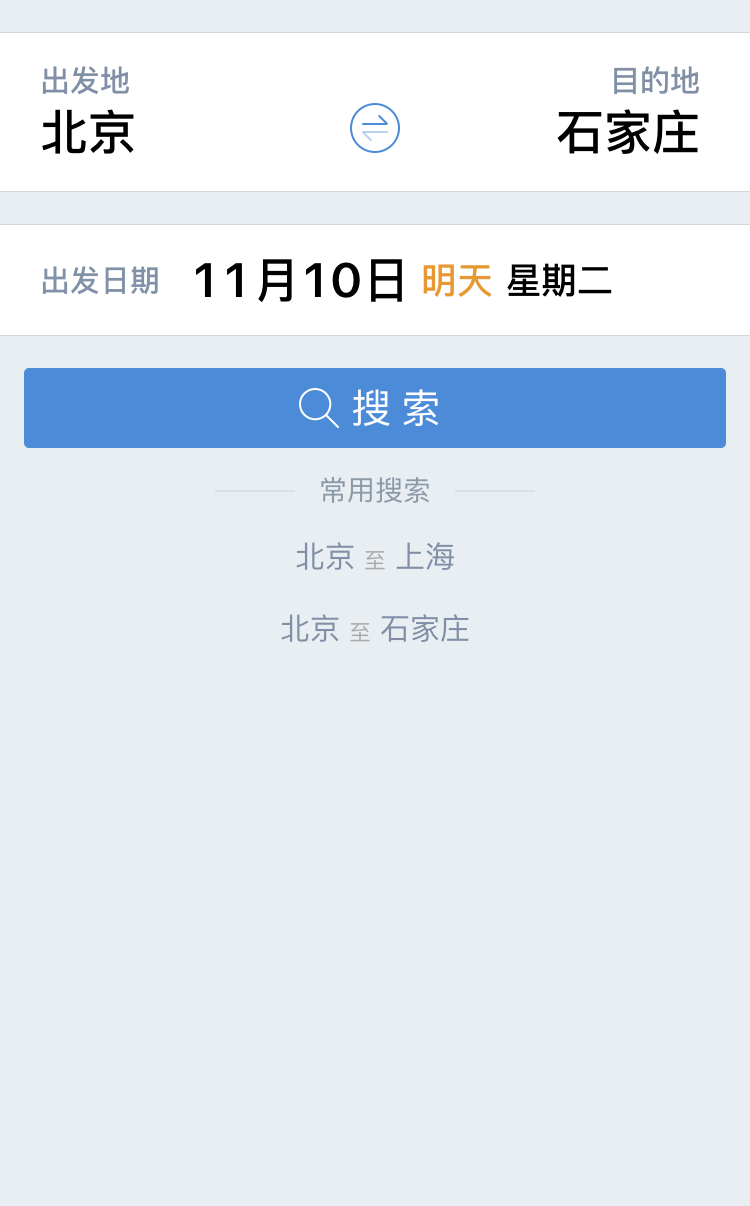 出发地 目的地
北京 石家庄
出发日期 11月10日 明天 星期二
搜索
常用搜索
北京 至 上海
北京 至 石家庄